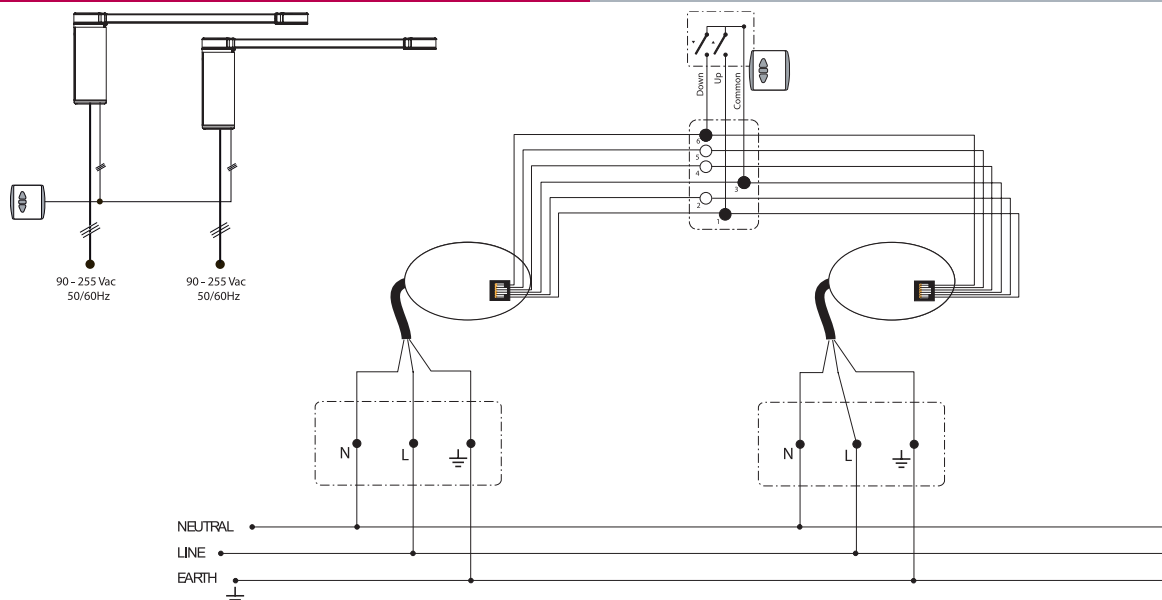 90 – 255 Vac
50/60Hz
90 – 255 Vac
50/60Hz
Down
Up
Common
6
5
4
3
2
1
N
L
N
L
NEUTRAL
LINE
EARTH